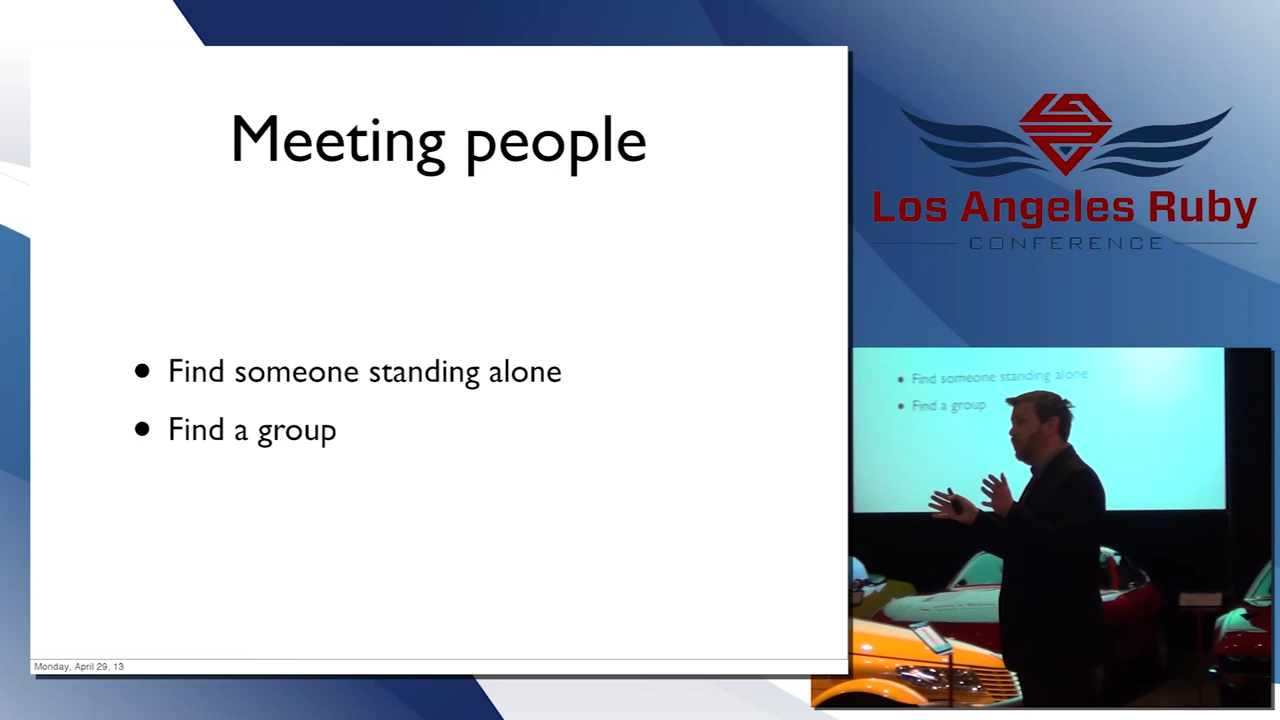 Meeting people
• Find someone standing alone
• Find a group
Monday, April 29, 13
Los Angeles Ruby
CONFERENCE
• Find someone standing alone
• Find a group